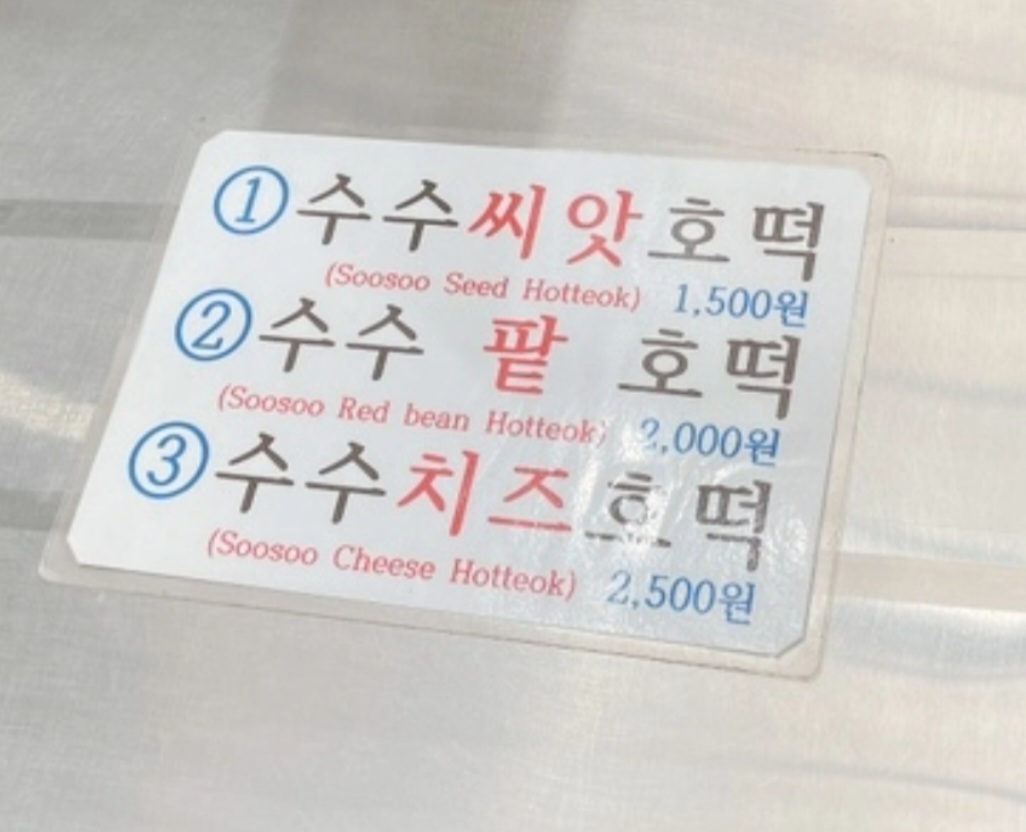 ① 수수씨앗호떡
(Soosoo Seed Hotteok) 1,500원
② 수수 팥 호떡
(Soosoo Red bean Hotteok) 2,000원
③ 수수치즈호떡
(Soosoo Cheese Hotteok) 2,500원